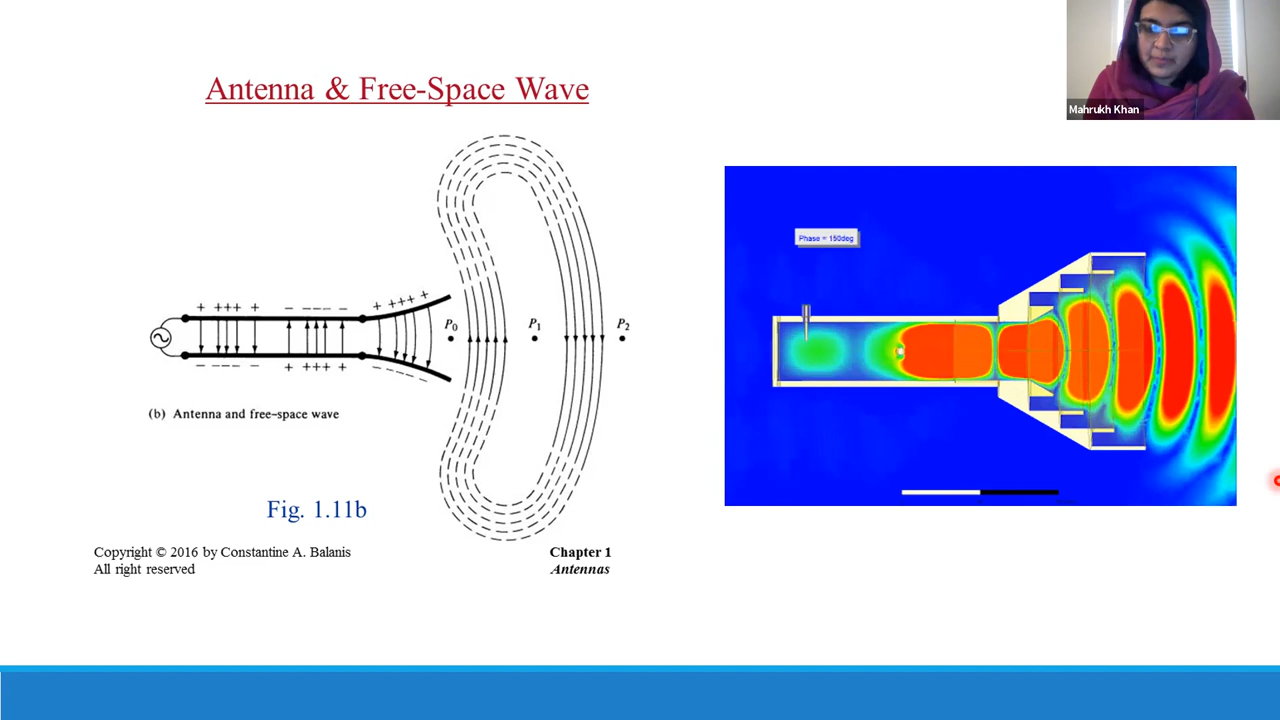 Antenna & Free-Space Wave
Mahrukh Khan
Phase = 150deg
+ +++ + – –––– – + +++ +
P0
P1
P2
– ––– – + +++ + – –––– –
(b) Antenna and free-space wave
Fig. 1.11b
Copyright © 2016 by Constantine A. Balanis
All right reserved
Chapter 1
Antennas